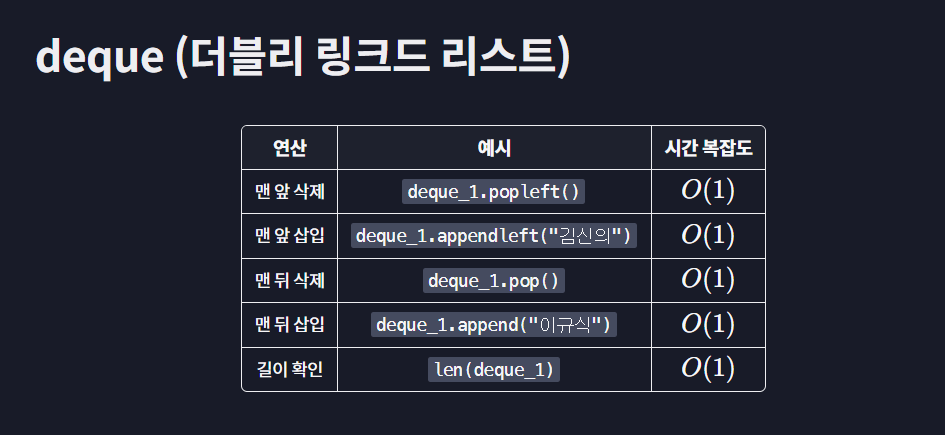 deque (더블리 링크드 리스트)
연산 예시 시간 복잡도
맨 앞 삭제 deque_1.popleft() O(1)
맨 앞 삽입 deque_1.appendleft("김신의") O(1)
맨 뒤 삭제 deque_1.pop() O(1)
맨 뒤 삽입 deque_1.append("이규식") O(1)
길이 확인 len(deque_1) O(1)